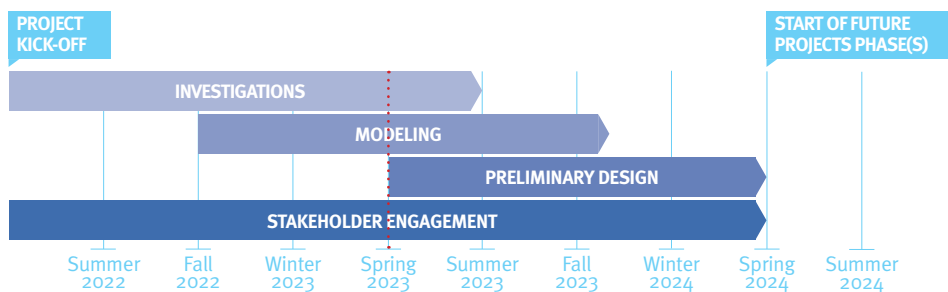 PROJECT
KICK-OFF
START OF FUTURE
PROJECTS PHASE(S)
INVESTIGATIONS
MODELING
PRELIMINARY DESIGN
STAKEHOLDER ENGAGEMENT
Summer
2022
Fall
2022
Winter
2023
Spring
2023
Summer
2023
Fall
2023
Winter
2024
Spring
2024
Summer
2024